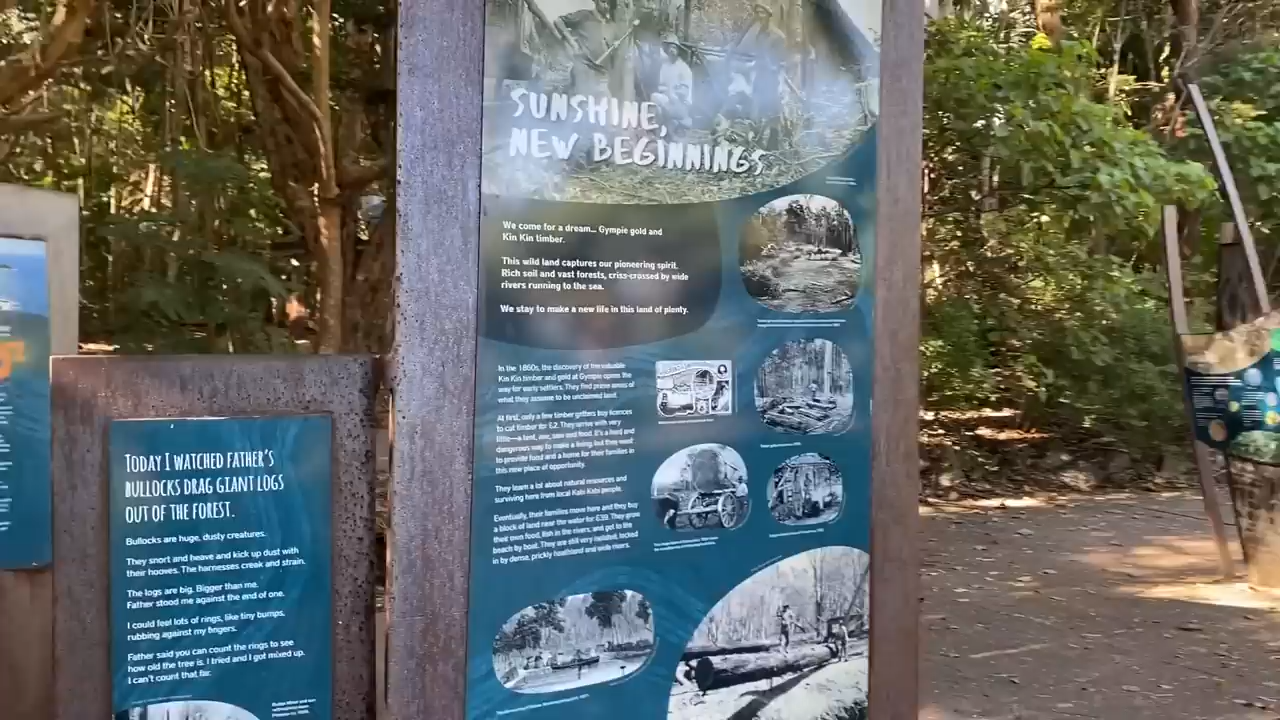 SUNSHINE,
NEW BEGINNINGS
We come for a dream... Gympie gold and
Kin Kin timber.
This wild land captures our pioneering spirit.
Rich soil and vast forests, criss-crossed by wide
rivers running to the sea.
We stay to make a new life in this land of plenty.
In the 1860s, the discovery of the valuable
Kin Kin timber and gold at Gympie opens the
way for early settlers. They find prime areas of
what they assume to be unclaimed land.
At first, only a few timber getters buy licences
to cut timber for £2. They arrive with very
little—a tent, axe, saw and food. It's a hard and
dangerous way to make a living, but they want
to provide food and a home for their families in
this new place of opportunity.
They learn a lot about natural resources and
surviving here from local Kabi Kabi people.
Eventually, their families move here and they buy
a block of land near the water for £39. They grow
their own food, fish in the rivers, and get to the
beach by boat. They are still very isolated, locked
in by dense, prickly heathland and wide rivers.
TODAY I WATCHED FATHER'S
BULLOCKS DRAG GIANT LOGS
OUT OF THE FOREST.
Bullocks are huge, dusty creatures.
They snort and heave and kick up dust with
their hooves. The harnesses creak and strain.
The logs are big. Bigger than me.
Father stood me against the end of one.
I could feel lots of rings, like tiny bumps,
rubbing against my fingers.
Father said you can count the rings to see
how old the tree is. I tried and I got mixed up.
I can't count that far.